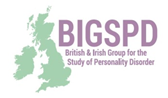 BIGSPD
British & Irish Group for the
Study of Personality Disorder